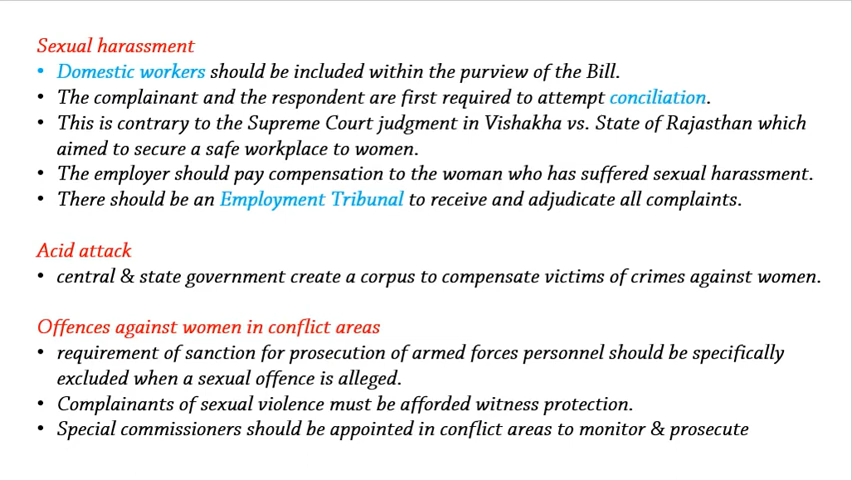 Sexual harassment
• Domestic workers should be included within the purview of the Bill.
• The complainant and the respondent are first required to attempt conciliation.
• This is contrary to the Supreme Court judgment in Vishakha vs. State of Rajasthan which
aimed to secure a safe workplace to women.
• The employer should pay compensation to the woman who has suffered sexual harassment.
• There should be an Employment Tribunal to receive and adjudicate all complaints.
Acid attack
• central & state government create a corpus to compensate victims of crimes against women.
Offences against women in conflict areas
• requirement of sanction for prosecution of armed forces personnel should be specifically
excluded when a sexual offence is alleged.
• Complainants of sexual violence must be afforded witness protection.
• Special commissioners should be appointed in conflict areas to monitor & prosecute